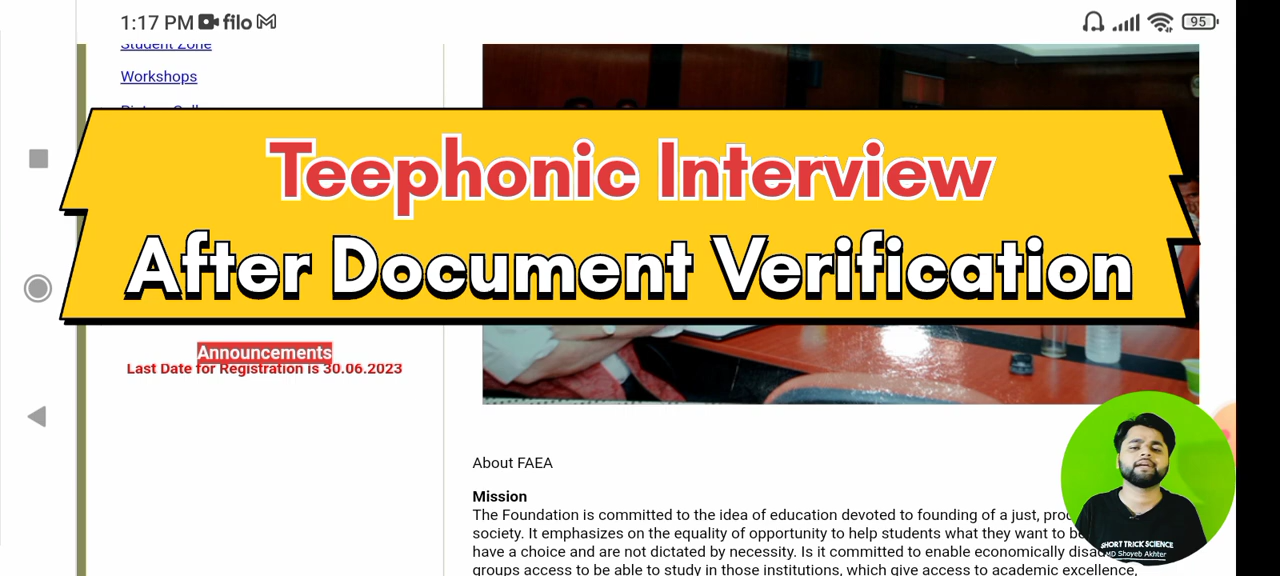 1:17 PM filo
95
Student Zone
Workshops
Teephonic Interview
After Document Verification
Announcements
Last Date for Registration is 30.06.2023
About FAEA
Mission
The Foundation is committed to the idea of education devoted to founding of a just,
society. It emphasizes on the equality of opportunity to help students what they want to
have a choice and are not dictated by necessity. Is it committed to enable economically
groups access to be able to study in those institutions, which give access to academic excellence,
SHORT TRICK SCIENCE
MD Shayeb Akhter